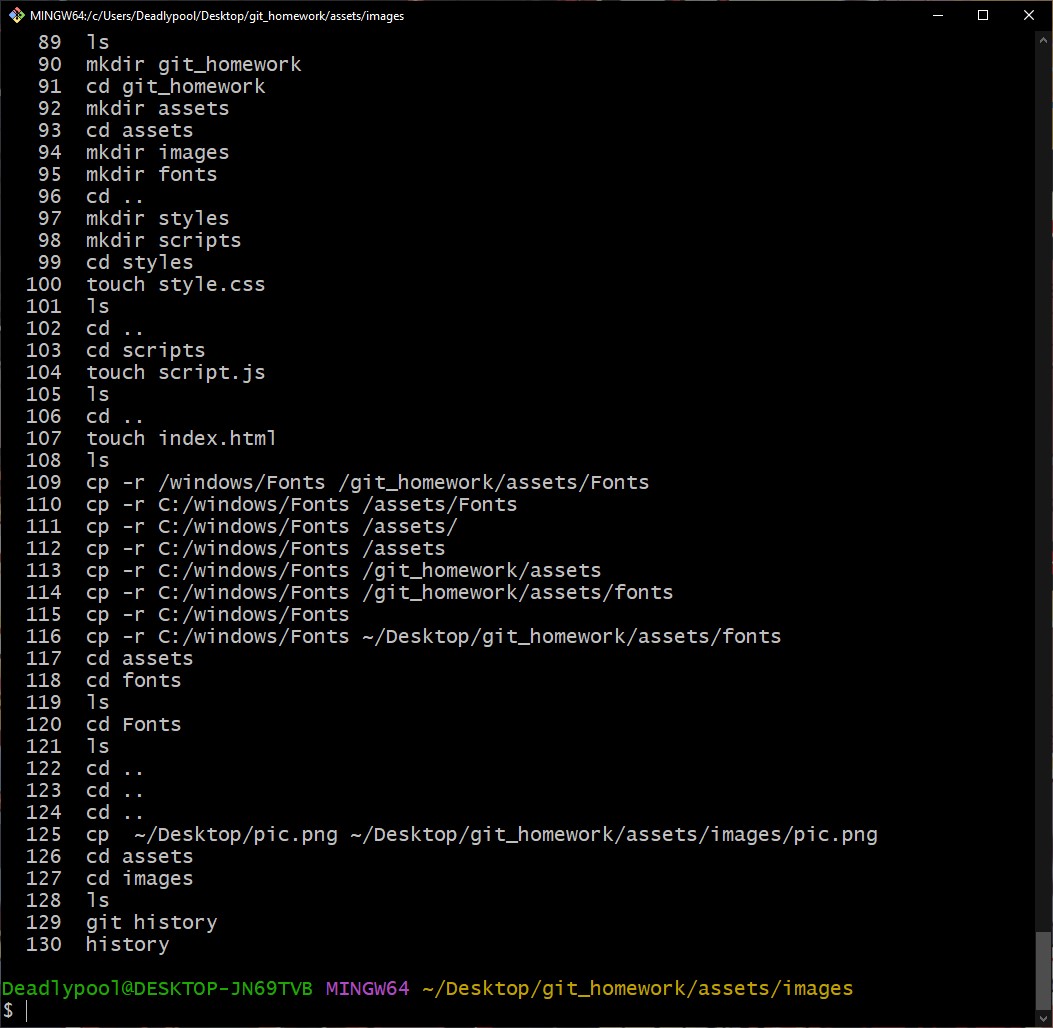 MINGW64:/c/Users/Deadlypool/Desktop/git_homework/assets/images
89 ls
90 mkdir git_homework
91 cd git_homework
92 mkdir assets
93 cd assets
94 mkdir images
95 mkdir fonts
96 cd ..
97 mkdir styles
98 mkdir scripts
99 cd styles
100 touch style.css
101 ls
102 cd ..
103 cd scripts
104 touch script.js
105 ls
106 cd ..
107 touch index.html
108 ls
109 cp -r /windows/Fonts /git_homework/assets/Fonts
110 cp -r C:/windows/Fonts /assets/Fonts
111 cp -r C:/windows/Fonts /assets/
112 cp -r C:/windows/Fonts /assets
113 cp -r C:/windows/Fonts /git_homework/assets
114 cp -r C:/windows/Fonts /git_homework/assets/fonts
115 cp -r C:/windows/Fonts
116 cp -r C:/windows/Fonts ~/Desktop/git_homework/assets/fonts
117 cd assets
118 cd fonts
119 ls
120 cd Fonts
121 ls
122 cd ..
123 cd ..
124 cd ..
125 cp  ~/Desktop/pic.png ~/Desktop/git_homework/assets/images/pic.png
126 cd assets
127 cd images
128 ls
129 git history
130 history
Deadlypool@DESKTOP-JN69TVB MINGW64 ~/Desktop/git_homework/assets/images
$